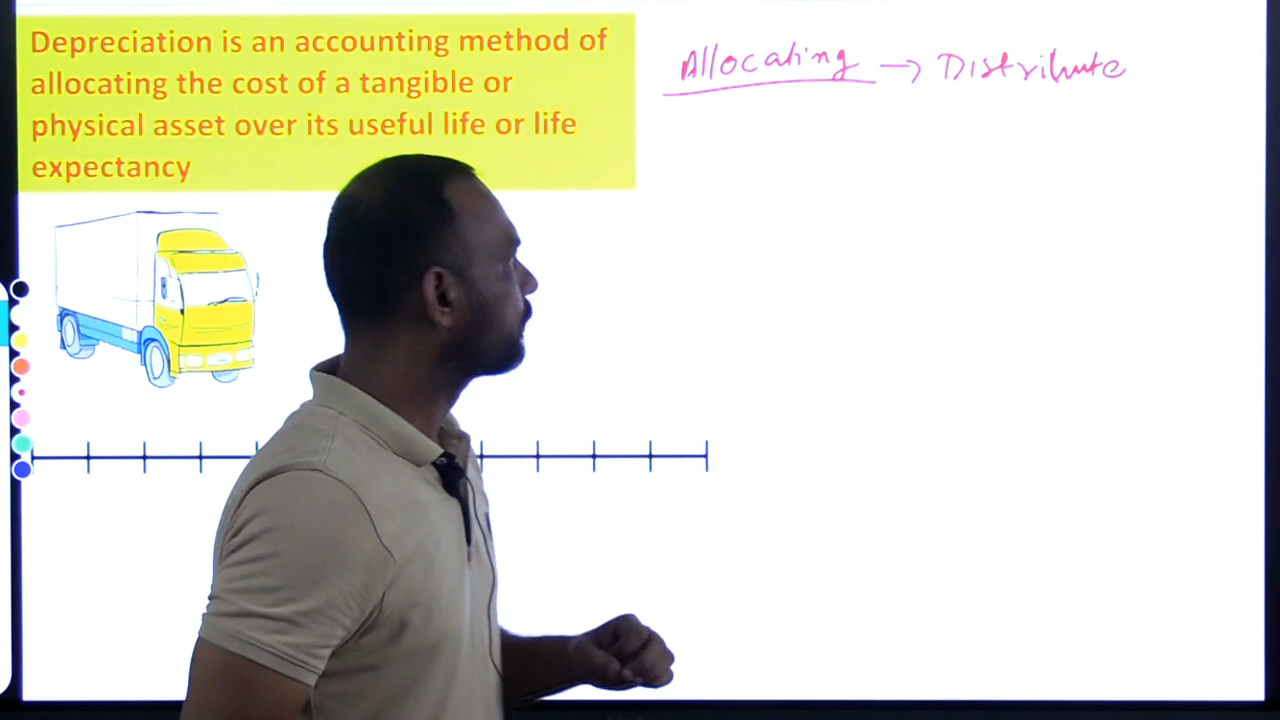 Depreciation is an accounting method of
allocating the cost of a tangible or
physical asset over its useful life or life
expectancy
Allocating → Distribute